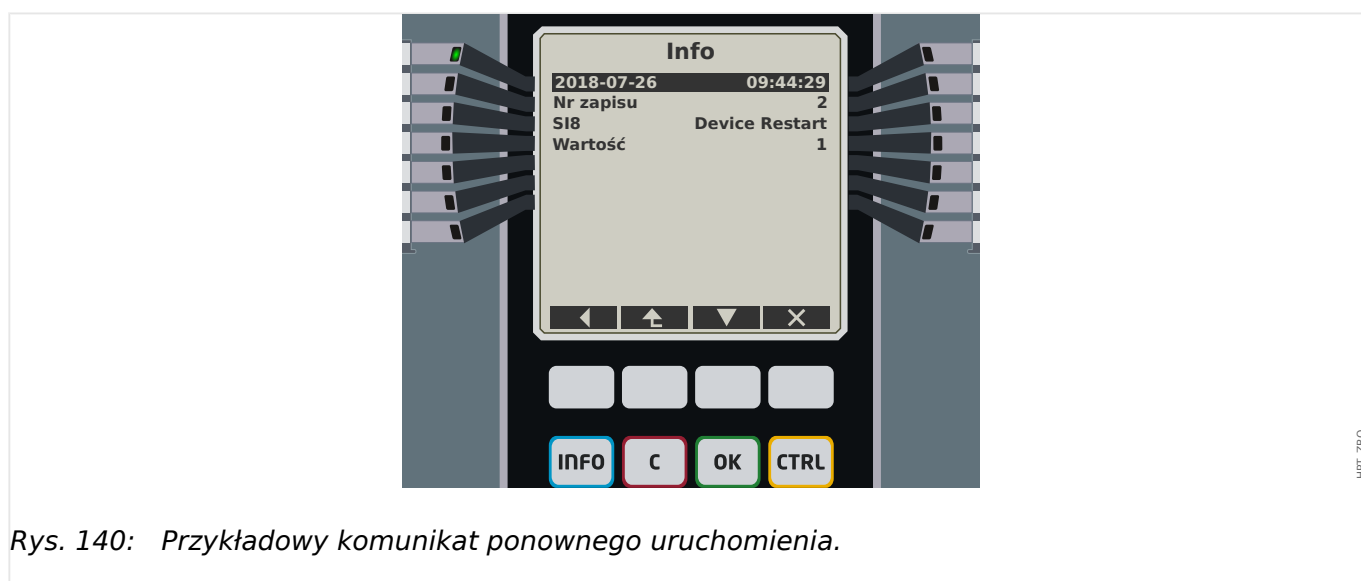 Info
2018-07-26 09:44:29
Nr zapisu 2
SI8 Device Restart
Wartość 1
INFO C OK CTRL
Rys. 140: Przykładowy komunikat ponownego uruchomienia.